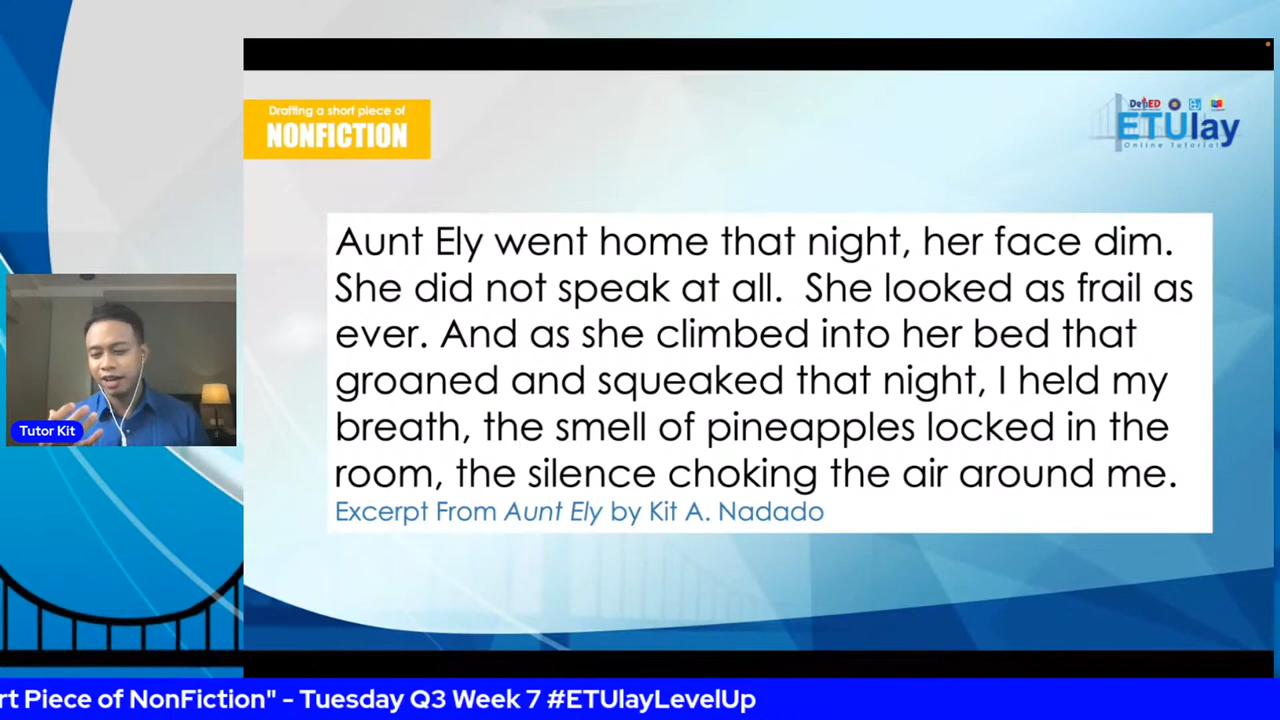 Drafting a short piece of
NONFICTION
DepED
ETUlay
Online Tutorial
Aunt Ely went home that night, her face dim.
She did not speak at all.  She looked as frail as
ever. And as she climbed into her bed that
groaned and squeaked that night, I held my
breath, the smell of pineapples locked in the
room, the silence choking the air around me.
Excerpt From Aunt Ely by Kit A. Nadado
Tutor Kit
rt Piece of NonFiction" - Tuesday Q3 Week 7 #ETUlayLevelUp